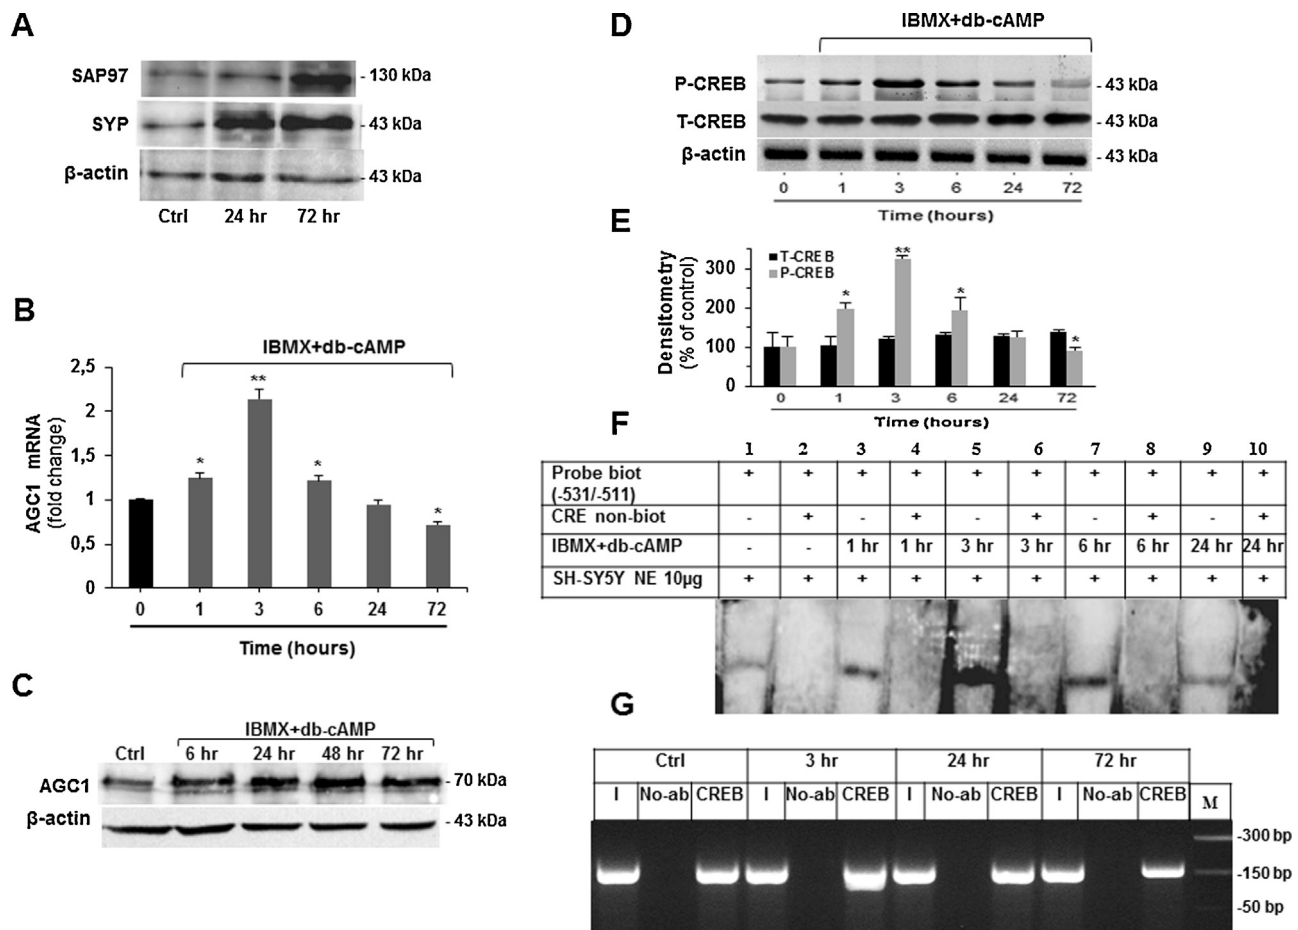 A
SAP97
- 130 kDa
SYP
- 43 kDa
β-actin
- 43 kDa
Ctrl 24 hr 72 hr
B
IBMX+db-cAMP
AGC1 mRNA
(fold change)
2,5
2
1,5
1
0,5
0
*
**
*
*
0 1 3 6 24 72
Time (hours)
C
IBMX+db-cAMP
Ctrl 6 hr 24 hr 48 hr 72 hr
AGC1
- 70 kDa
β-actin
- 43 kDa
D
IBMX+db-cAMP
P-CREB
- 43 kDa
T-CREB
- 43 kDa
β-actin
- 43 kDa
0 1 3 6 24 72
Time (hours)
E
Densitometry
(% of control)
T-CREB
P-CREB
300
200
100
0
*
**
*
*
0 1 3 6 24 72
Time (hours)
F
1 2 3 4 5 6 7 8 9 10
Probe biot + + + + + + + + + +
(-531/-511)
CRE non-biot - + - + - + - + - +
IBMX+db-cAMP - - 1 hr 1 hr 3 hr 3 hr 6 hr 6 hr 24 hr 24 hr
SH-SY5Y NE 10µg + + + + + + + + + +
G
Ctrl 3 hr 24 hr 72 hr
I No-ab CREB I No-ab CREB I No-ab CREB I No-ab CREB M
-300 bp
-150 bp
-50 bp